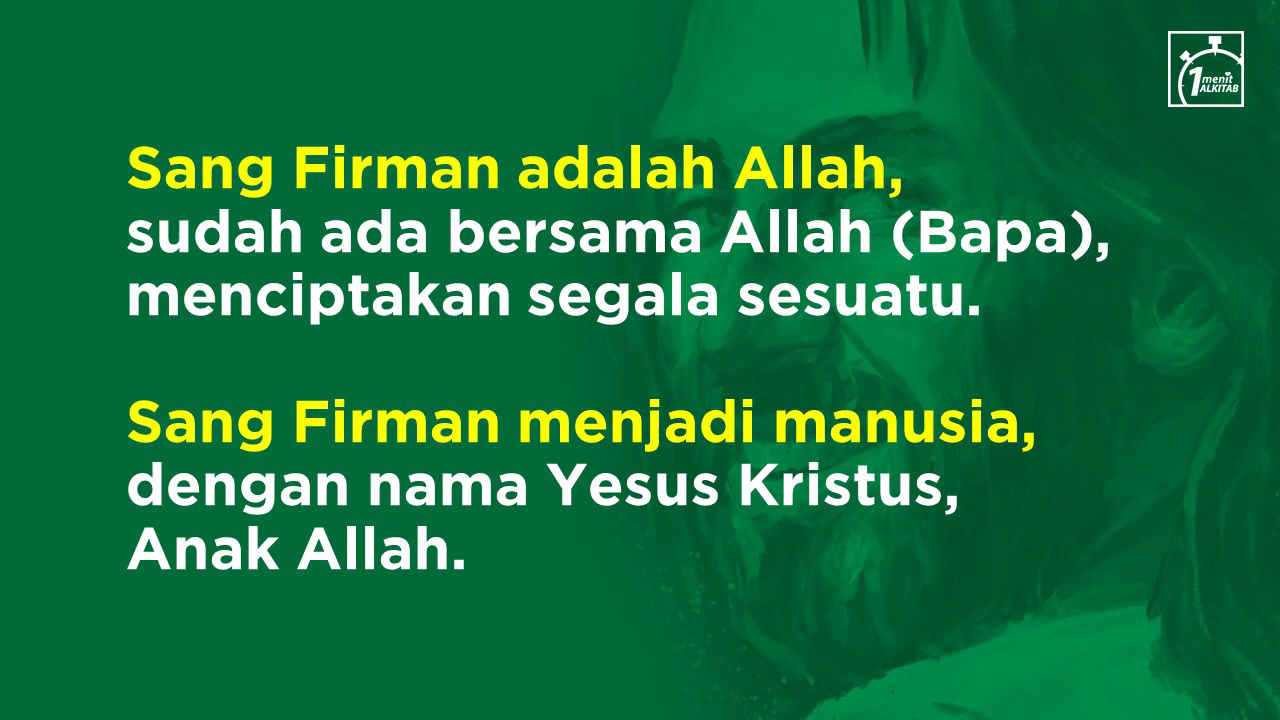 1 menit
ALKITAB
Sang Firman adalah Allah,
sudah ada bersama Allah (Bapa),
menciptakan segala sesuatu.
Sang Firman menjadi manusia,
dengan nama Yesus Kristus,
Anak Allah.